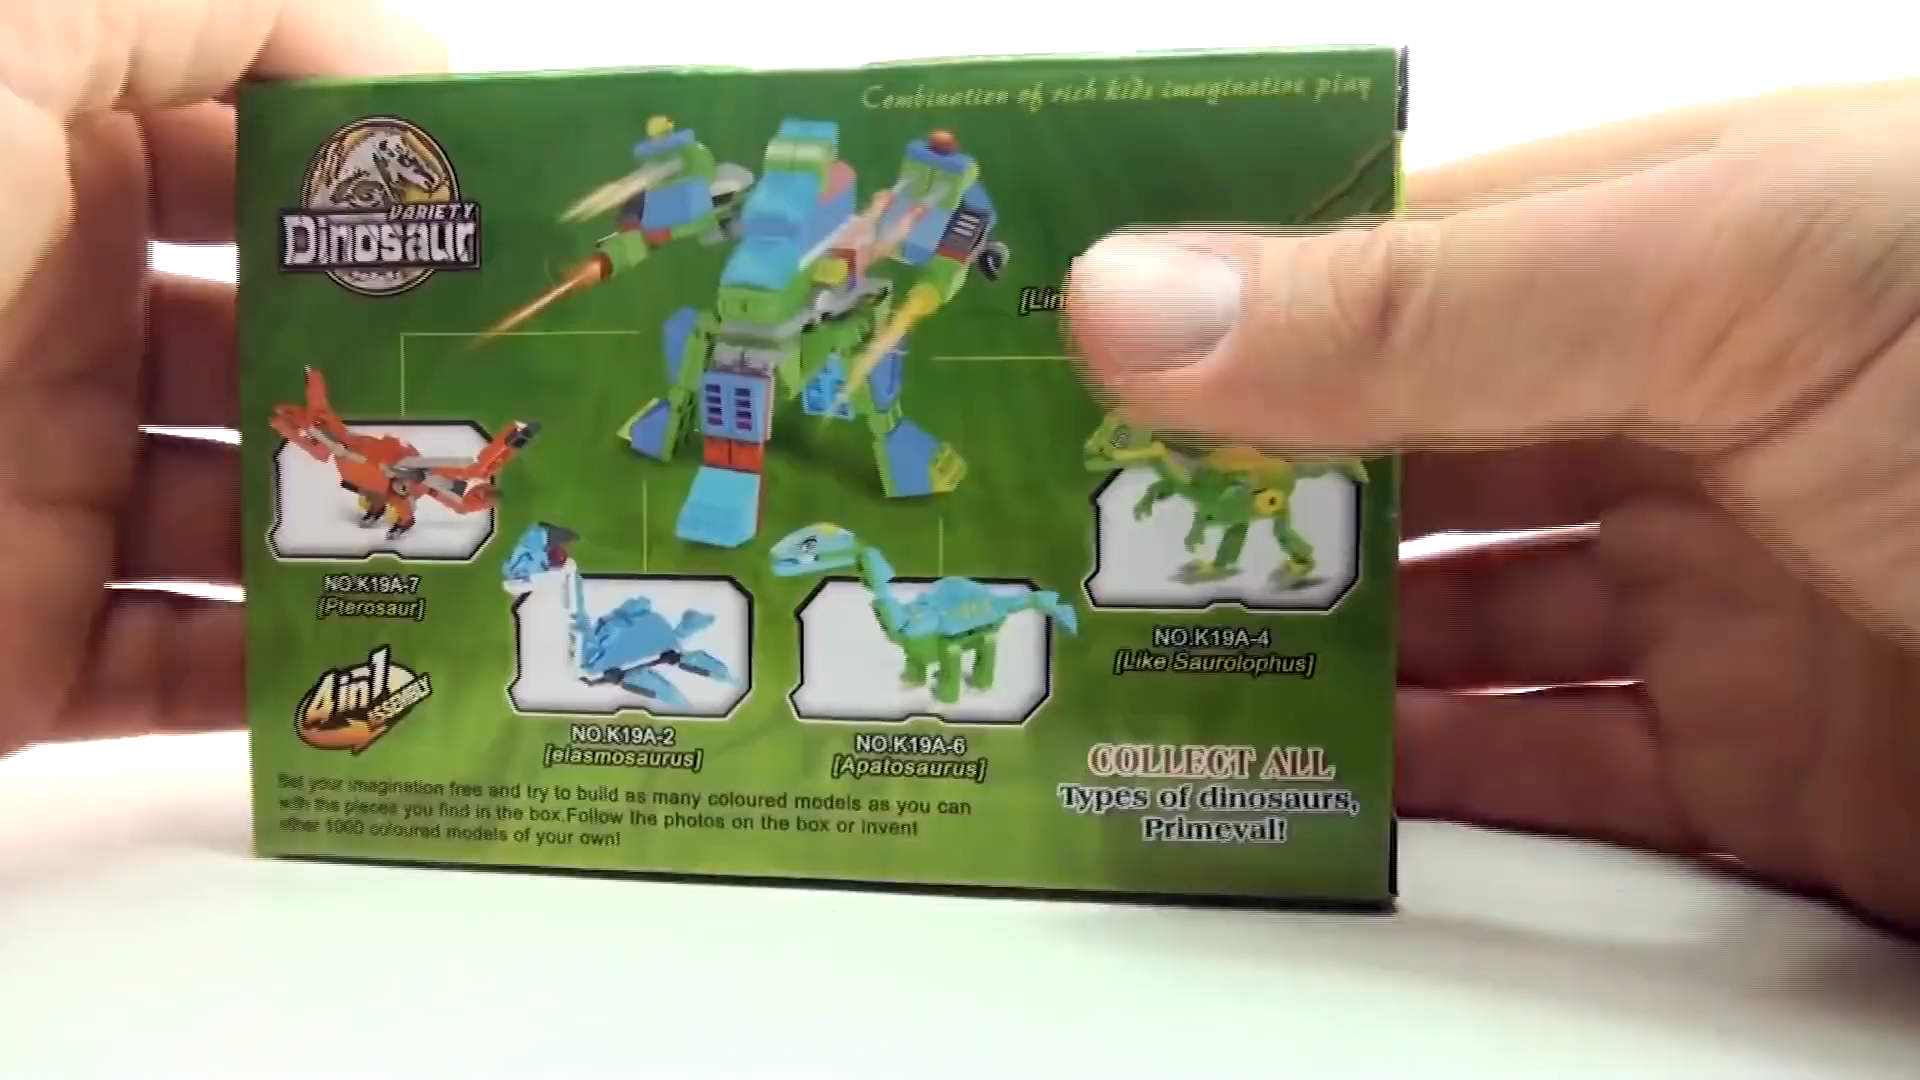 Combination of rich kids imaginative play
VARIETY
Dinosaur
[Lin
NO.K19A-7
[Pterosaur]
4in1
ASSEMBLY
NO.K19A-2
[elasmosaurus]
NO.K19A-6
[Apatosaurus]
NO.K19A-4
[Like Saurolophus]
Set your imagination free and try to build as many coloured models as you can
with the pieces you find in the box.Follow the photos on the box or invent
other 1000 coloured models of your own!
COLLECT ALL
Types of dinosaurs,
Primeval!